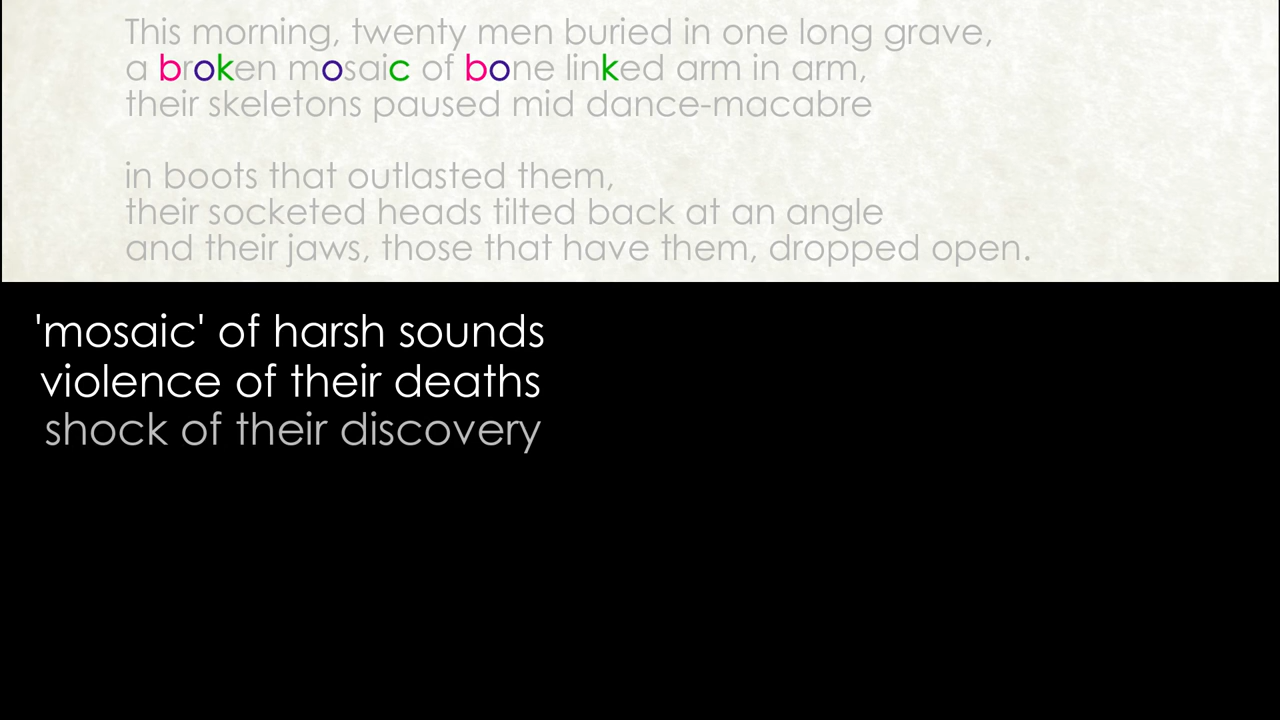 This morning, twenty men buried in one long grave,
a broken mosaic of bone linked arm in arm,
their skeletons paused mid dance-macabre
in boots that outlasted them,
their socketed heads tilted back at an angle
and their jaws, those that have them, dropped open.
'mosaic' of harsh sounds
violence of their deaths
shock of their discovery